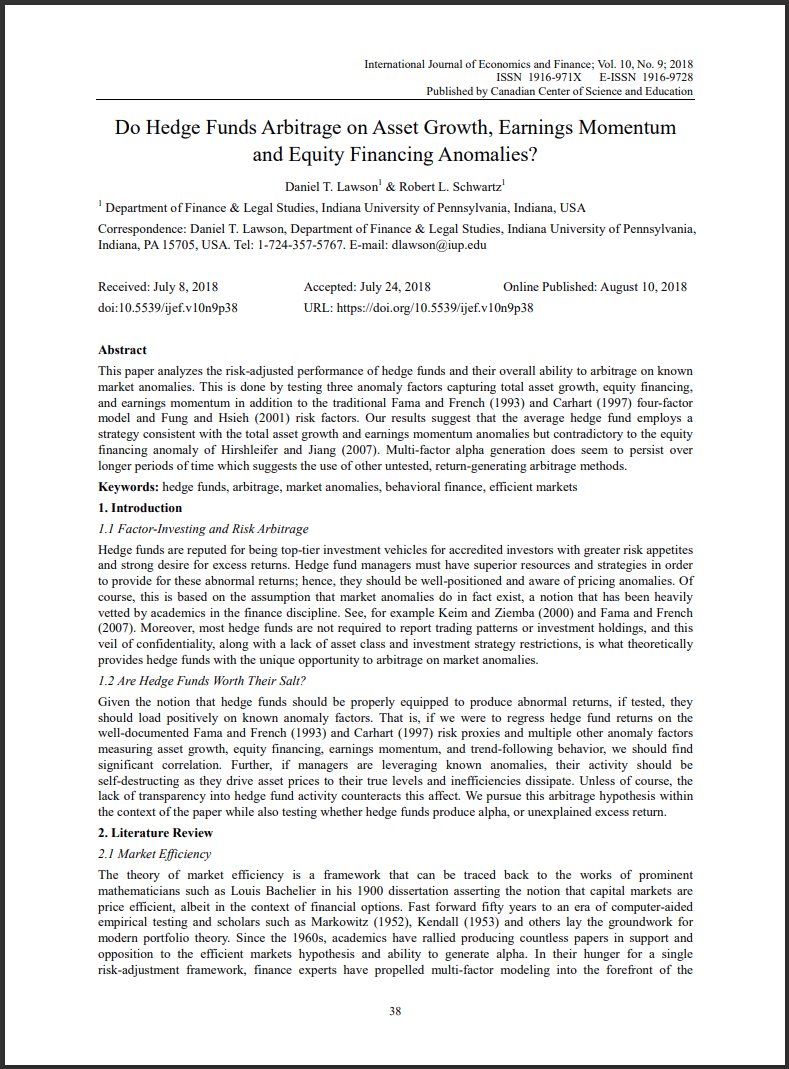 International Journal of Economics and Finance; Vol. 10, No. 9; 2018
ISSN 1916-971X E-ISSN 1916-9728
Published by Canadian Center of Science and Education
Do Hedge Funds Arbitrage on Asset Growth, Earnings Momentum
and Equity Financing Anomalies?
Daniel T. Lawson1 & Robert L. Schwartz1
1 Department of Finance & Legal Studies, Indiana University of Pennsylvania, Indiana, USA
Correspondence: Daniel T. Lawson, Department of Finance & Legal Studies, Indiana University of Pennsylvania,
Indiana, PA 15705, USA. Tel: 1-724-357-5767. E-mail: dlawson@iup.edu
Received: July 8, 2018 Accepted: July 24, 2018 Online Published: August 10, 2018
doi:10.5539/ijef.v10n9p38 URL: https://doi.org/10.5539/ijef.v10n9p38
Abstract
This paper analyzes the risk-adjusted performance of hedge funds and their overall ability to arbitrage on known
market anomalies. This is done by testing three anomaly factors capturing total asset growth, equity financing,
and earnings momentum in addition to the traditional Fama and French (1993) and Carhart (1997) four-factor
model and Fung and Hsieh (2001) risk factors. Our results suggest that the average hedge fund employs a
strategy consistent with the total asset growth and earnings momentum anomalies but contradictory to the equity
financing anomaly of Hirshleifer and Jiang (2007). Multi-factor alpha generation does seem to persist over
longer periods of time which suggests the use of other untested, return-generating arbitrage methods.
Keywords: hedge funds, arbitrage, market anomalies, behavioral finance, efficient markets
1. Introduction
1.1 Factor-Investing and Risk Arbitrage
Hedge funds are reputed for being top-tier investment vehicles for accredited investors with greater risk appetites
and strong desire for excess returns. Hedge fund managers must have superior resources and strategies in order
to provide for these abnormal returns; hence, they should be well-positioned and aware of pricing anomalies. Of
course, this is based on the assumption that market anomalies do in fact exist, a notion that has been heavily
vetted by academics in the finance discipline. See, for example Keim and Ziemba (2000) and Fama and French
(2007). Moreover, most hedge funds are not required to report trading patterns or investment holdings, and this
veil of confidentiality, along with a lack of asset class and investment strategy restrictions, is what theoretically
provides hedge funds with the unique opportunity to arbitrage on market anomalies.
1.2 Are Hedge Funds Worth Their Salt?
Given the notion that hedge funds should be properly equipped to produce abnormal returns, if tested, they
should load positively on known anomaly factors. That is, if we were to regress hedge fund returns on the
well-documented Fama and French (1993) and Carhart (1997) risk proxies and multiple other anomaly factors
measuring asset growth, equity financing, earnings momentum, and trend-following behavior, we should find
significant correlation. Further, if managers are leveraging known anomalies, their activity should be
self-destructing as they drive asset prices to their true levels and inefficiencies dissipate. Unless of course, the
lack of transparency into hedge fund activity counteracts this affect. We pursue this arbitrage hypothesis within
the context of the paper while also testing whether hedge funds produce alpha, or unexplained excess return.
2. Literature Review
2.1 Market Efficiency
The theory of market efficiency is a framework that can be traced back to the works of prominent
mathematicians such as Louis Bachelier in his 1900 dissertation asserting the notion that capital markets are
price efficient, albeit in the context of financial options. Fast forward fifty years to an era of computer-aided
empirical testing and scholars such as Markowitz (1952), Kendall (1953) and others lay the groundwork for
modern portfolio theory. Since the 1960s, academics have rallied producing countless papers in support and
opposition to the efficient markets hypothesis and ability to generate alpha. In their hunger for a single
risk-adjustment framework, finance experts have propelled multi-factor modeling into the forefront of the
38